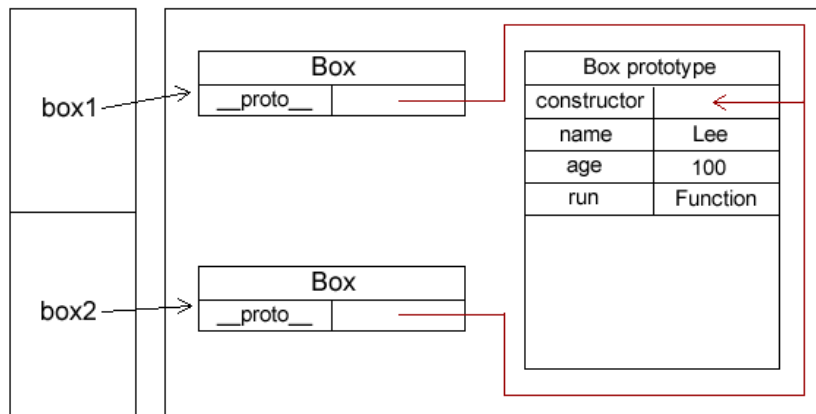 box1
box2
Box
__proto__
Box
__proto__
Box prototype
constructor
name Lee
age 100
run Function